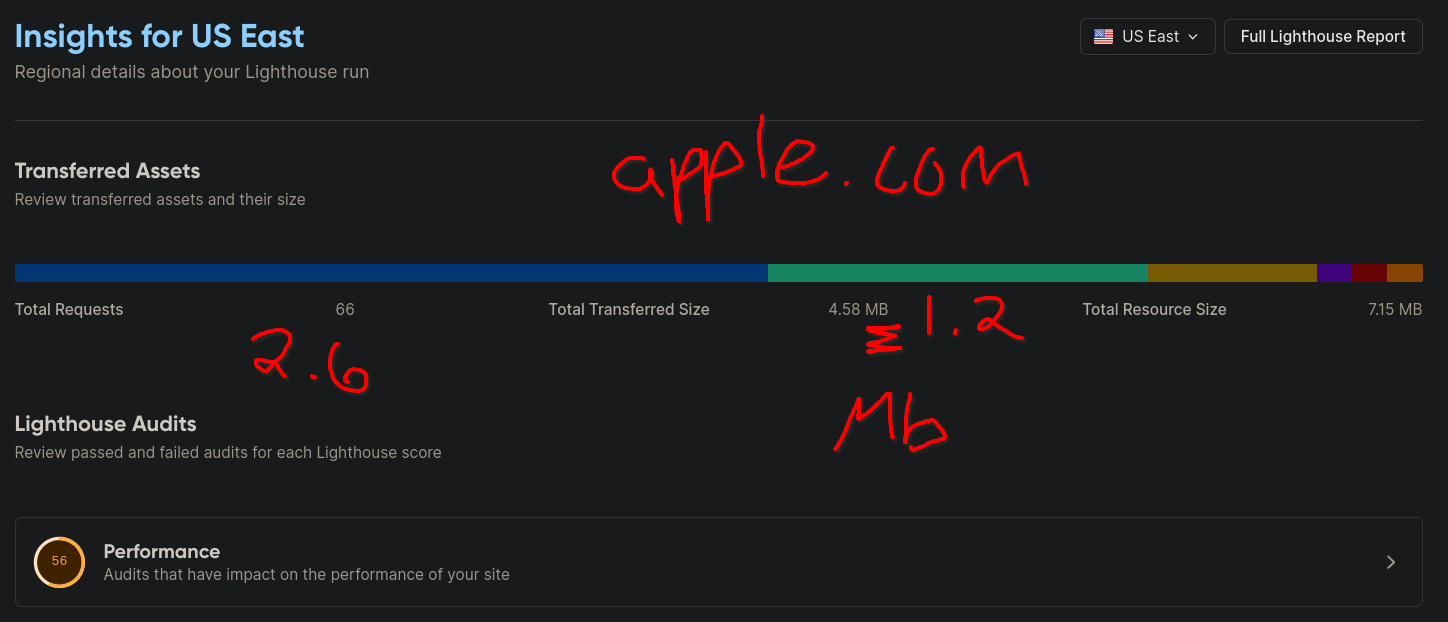 Insights for US East
US East
Full Lighthouse Report
Regional details about your Lighthouse run
apple.com
Transferred Assets
Review transferred assets and their size
Total Requests 66 Total Transferred Size 4.58 MB Total Resource Size 7.15 MB
2.6
1.2
Mb
Lighthouse Audits
Review passed and failed audits for each Lighthouse score
56
Performance
Audits that have impact on the performance of your site